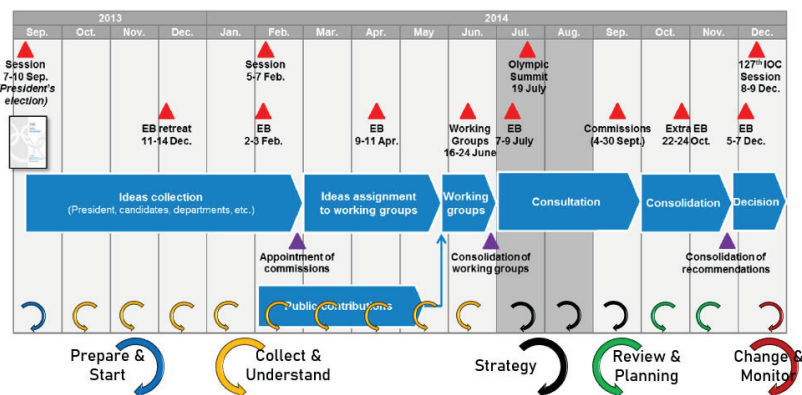 2013
2014
Sep.
Oct.
Nov.
Dec.
Jan.
Feb.
Mar.
Apr.
May
Jun.
Jul.
Aug.
Sep.
Oct.
Nov.
Dec.
Session
7-10 Sep.
(President's
election)
Session
5-7 Feb.
Olympic
Summit
19 July
127th IOC
Session
8-9 Dec.
EB retreat
11-14 Dec.
EB
2-3 Feb.
EB
9-11 Apr.
Working
Groups
16-24 June
EB
7-9 July
Commissions
(4-30 Sept.)
Extra EB
22-24 Oct.
EB
5-7 Dec.
Ideas collection
(President, candidates, departments, etc.)
Ideas assignment
to working groups
Working
groups
Consultation
Consolidation
Decision
Appointment of
commissions
Consolidation of
working groups
Consolidation of
recommendations
Public contributions
Prepare &
Start
Collect &
Understand
Strategy
Review &
Planning
Change &
Monitor